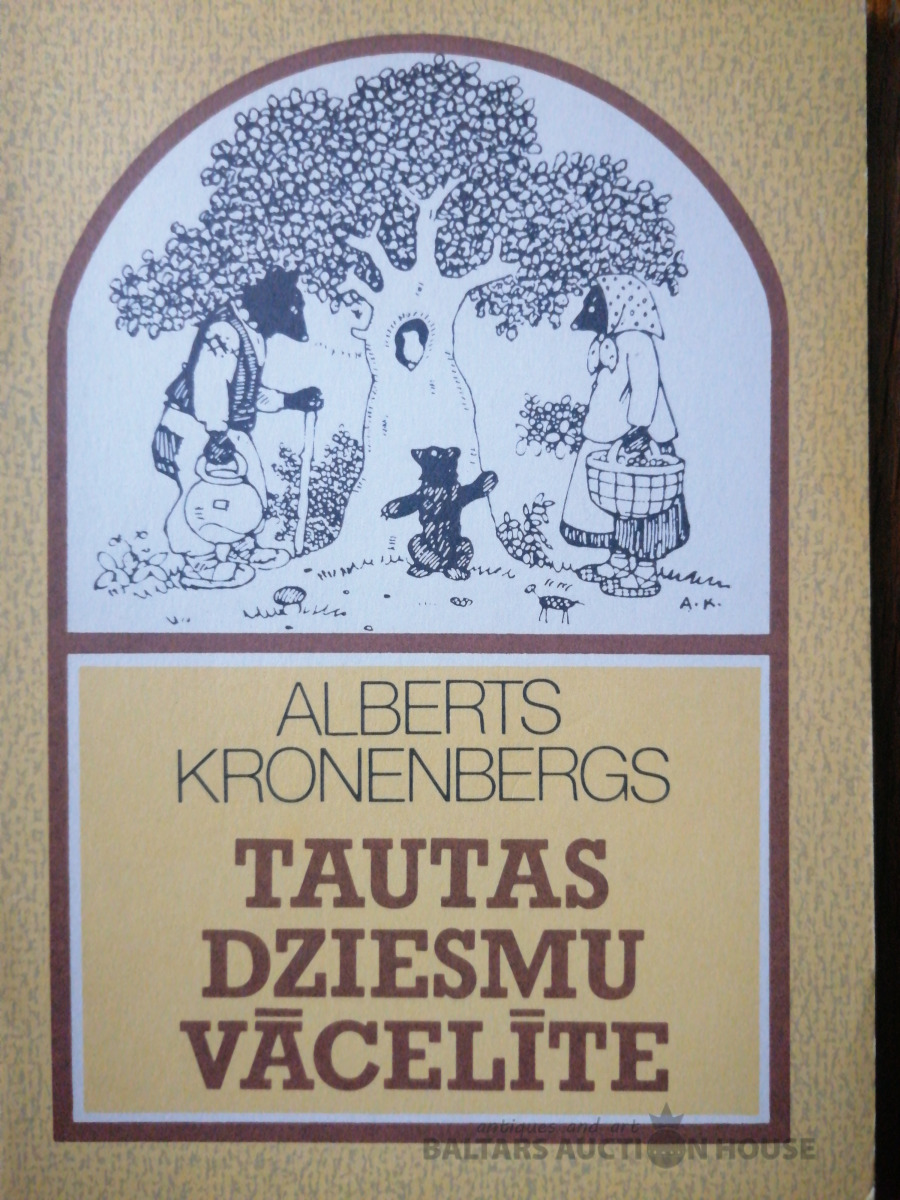 A.K.
ALBERTS
KRONENBERGS
TAUTAS
DZIESMU
VĀCELĪTE
antiques and art
BALTARS AUCTION HOUSE